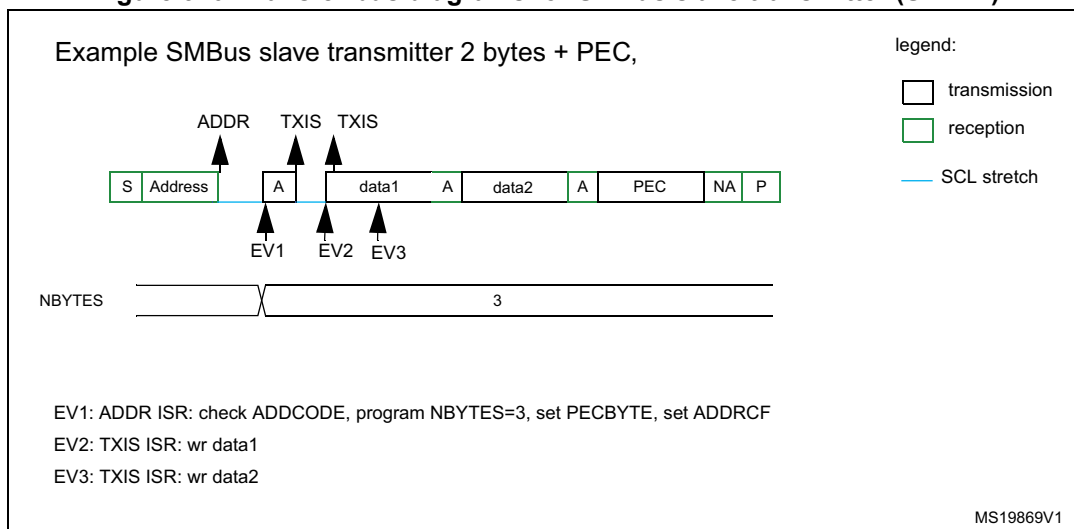 Example SMBus slave transmitter 2 bytes + PEC,
legend:
transmission
reception
SCL stretch
ADDR TXIS TXIS
S Address A data1 A data2 A PEC NA P
EV1 EV2 EV3
NBYTES 3
EV1: ADDR ISR: check ADDCODE, program NBYTES=3, set PECBYTE, set ADDRCF
EV2: TXIS ISR: wr data1
EV3: TXIS ISR: wr data2
MS19869V1